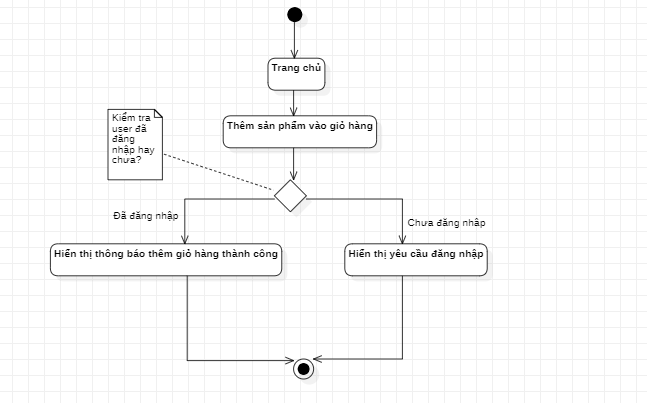 Trang chủ
Thêm sản phẩm vào giỏ hàng
Kiểm tra
user đã
đăng
nhập hay
chưa?
Đã đăng nhập
Chưa đăng nhập
Hiển thị thông báo thêm giỏ hàng thành công
Hiển thị yêu cầu đăng nhập